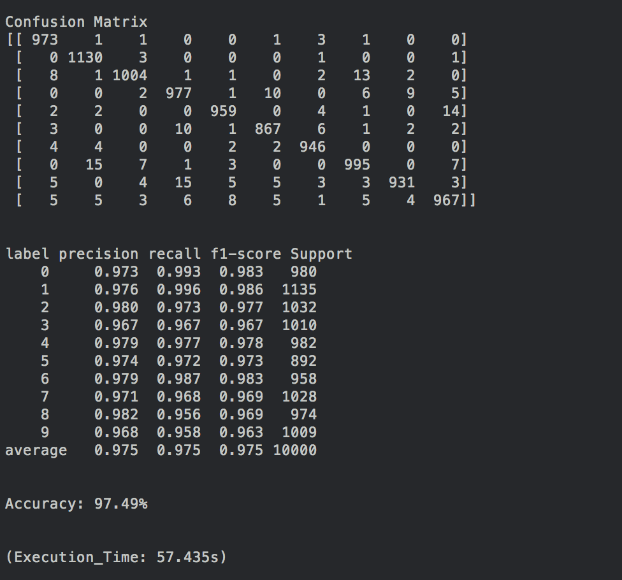 Confusion Matrix
[[ 973 1 1 0 0 1 3 1 0 0]
[ 0 1130 3 0 0 0 1 0 0 1]
[ 8 1 1004 1 1 0 2 13 2 0]
[ 0 0 2 977 1 10 0 6 9 5]
[ 2 2 0 0 959 0 4 1 0 14]
[ 3 0 0 10 1 867 6 1 2 2]
[ 4 4 0 0 2 2 946 0 0 0]
[ 0 15 7 1 3 0 0 995 0 7]
[ 5 0 4 15 5 5 3 3 931 3]
[ 5 5 3 6 8 5 1 5 4 967]]
label precision recall f1-score Support
0 0.973 0.993 0.983 980
1 0.976 0.996 0.986 1135
2 0.980 0.973 0.977 1032
3 0.967 0.967 0.967 1010
4 0.979 0.977 0.978 982
5 0.974 0.972 0.973 892
6 0.979 0.987 0.983 958
7 0.971 0.968 0.969 1028
8 0.982 0.956 0.969 974
9 0.968 0.958 0.963 1009
average 0.975 0.975 0.975 10000
Accuracy: 97.49%
(Execution_Time: 57.435s)